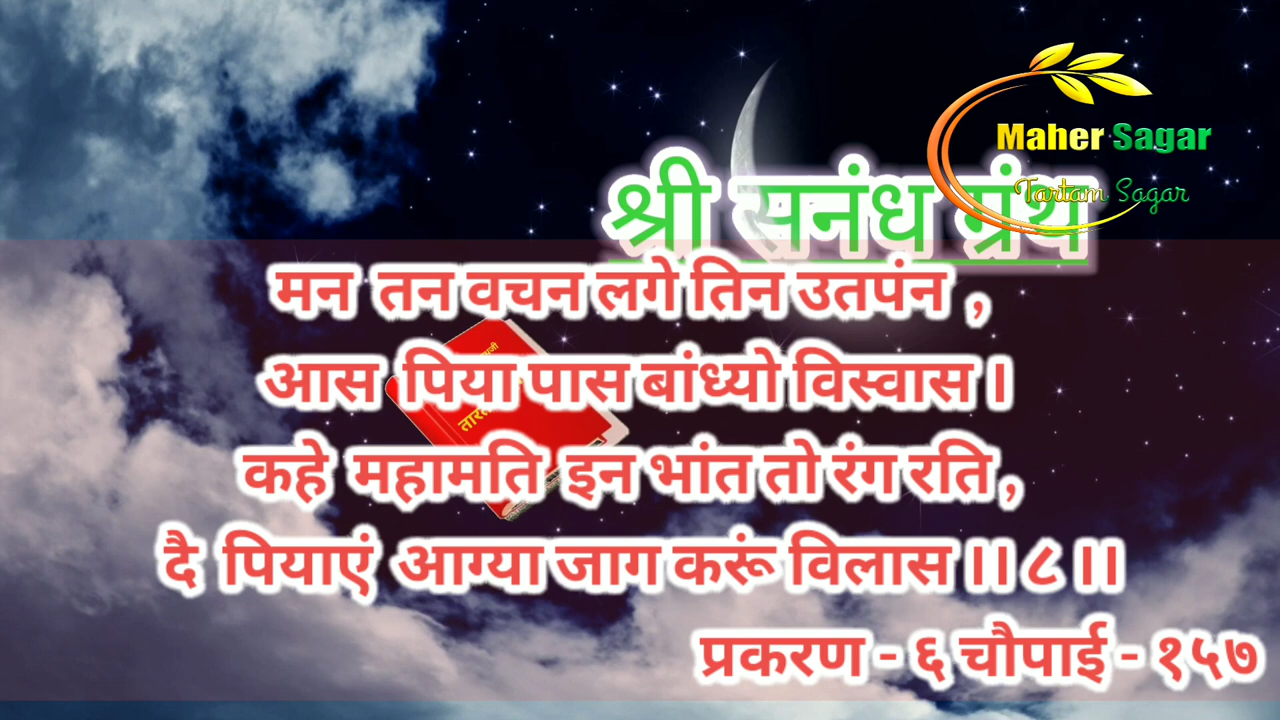 Maher Sagar
Tartam Sagar
श्री सनंध ग्रंथ
मन तन वचन लगे तिन उतपंन ,
आस पिया पास बांध्यो विस्वास ।
कहे महामति इन भांत तो रंग रति ,
दै पियाएं आग्या जाग करूं विलास ।। ८ ।।
प्रकरण - ६ चौपाई - १५७